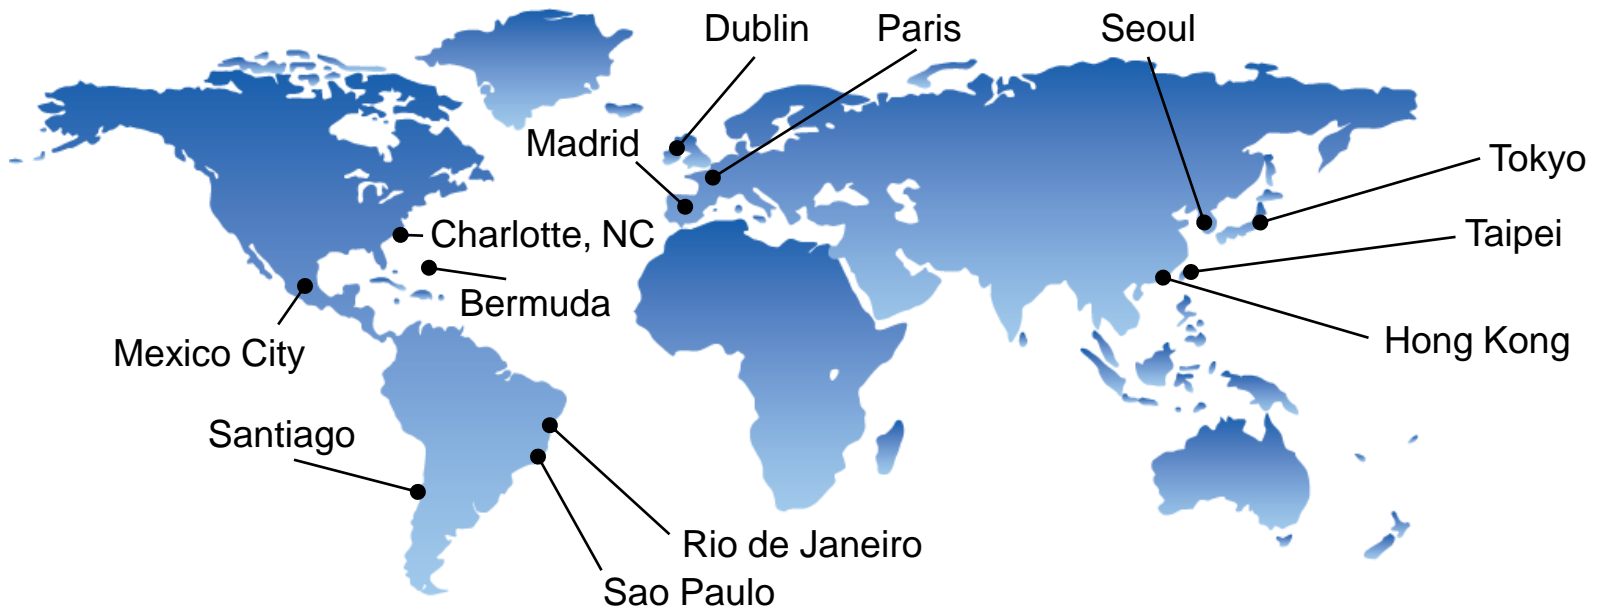 Dublin
Paris
Seoul
Madrid
Tokyo
Charlotte, NC
Taipei
Bermuda
Hong Kong
Mexico City
Santiago
Rio de Janeiro
Sao Paulo